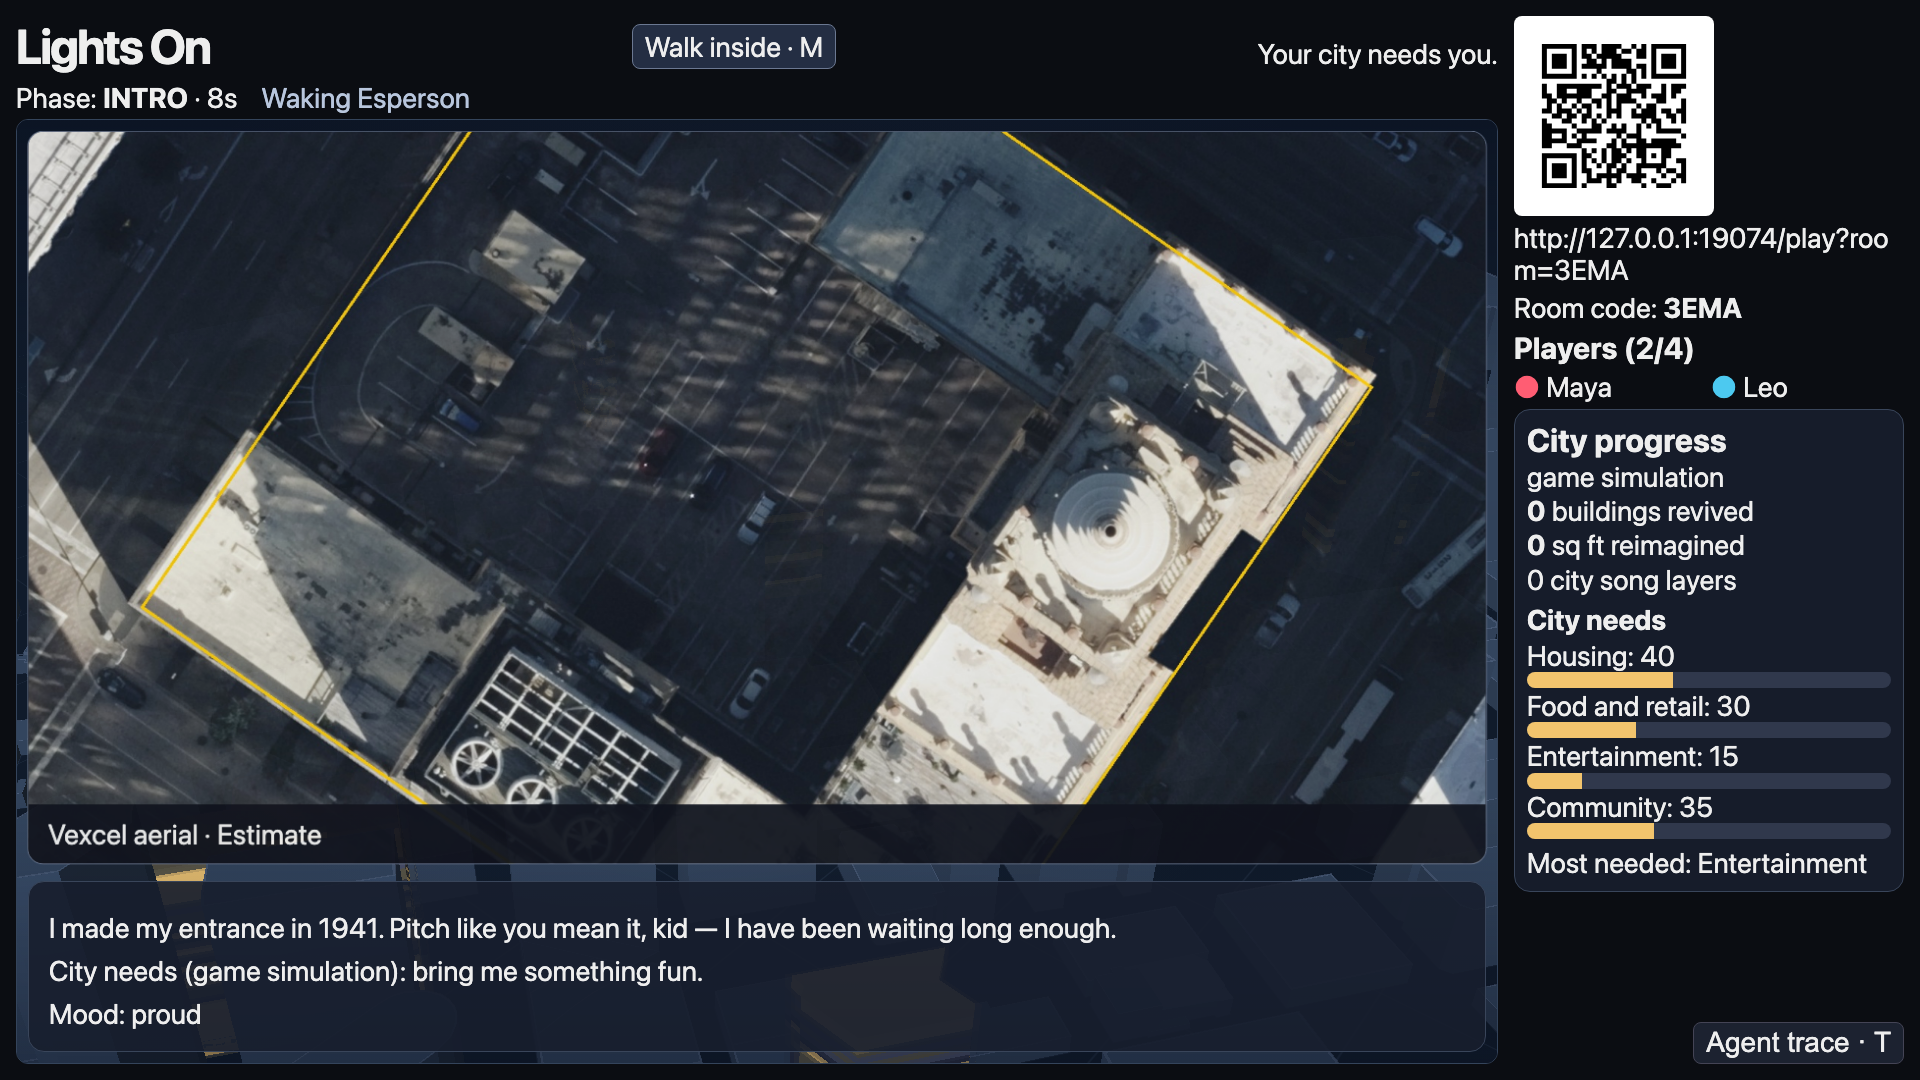 Lights On
Walk inside · M
Your city needs you.
Phase: INTRO · 8s Waking Esperson
http://127.0.0.1:19074/play?roo
m=3EMA
Room code: 3EMA
Players (2/4)
Maya
Leo
City progress
game simulation
0 buildings revived
0 sq ft reimagined
0 city song layers
City needs
Housing: 40
Food and retail: 30
Entertainment: 15
Community: 35
Most needed: Entertainment
Vexcel aerial · Estimate
I made my entrance in 1941. Pitch like you mean it, kid — I have been waiting long enough.
City needs (game simulation): bring me something fun.
Mood: proud
Agent trace · T